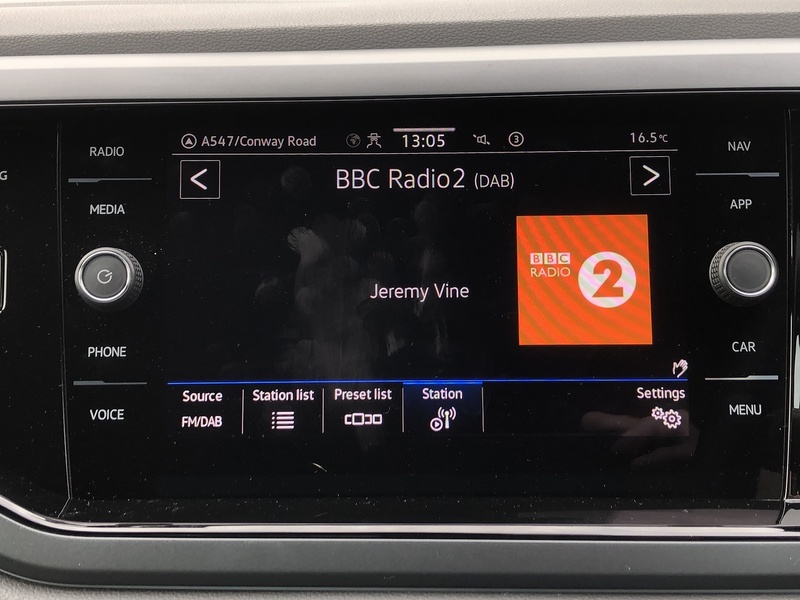 A547/Conway Road
13:05
3
16.5°C
RADIO
MEDIA
PHONE
VOICE
G
<
BBC Radio2 (DAB)
>
Jeremy Vine
BBC
RADIO
2
Source
FM/DAB
Station list
Preset list
Station
Settings
NAV
APP
CAR
MENU